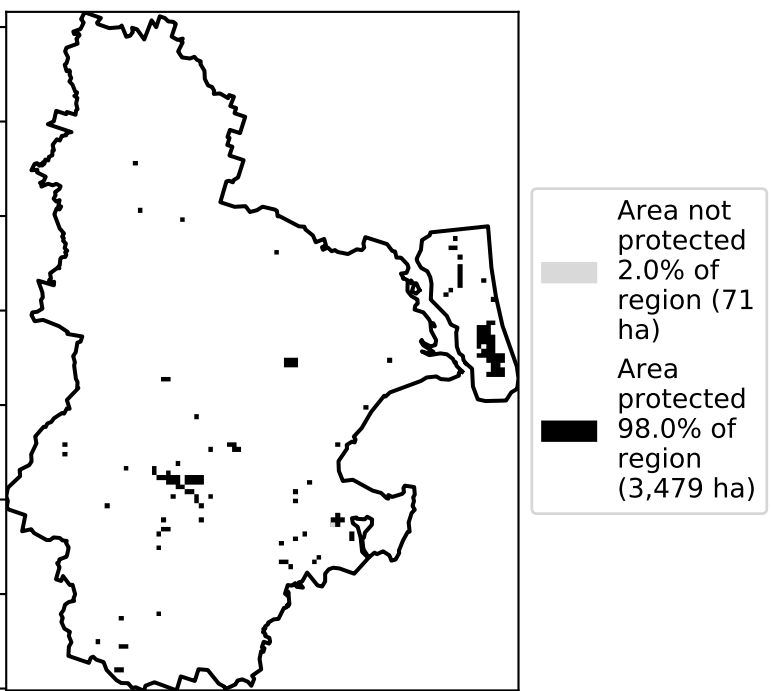 Area not
protected
2.0% of
region (71
ha)
Area
protected
98.0% of
region
(3,479 ha)